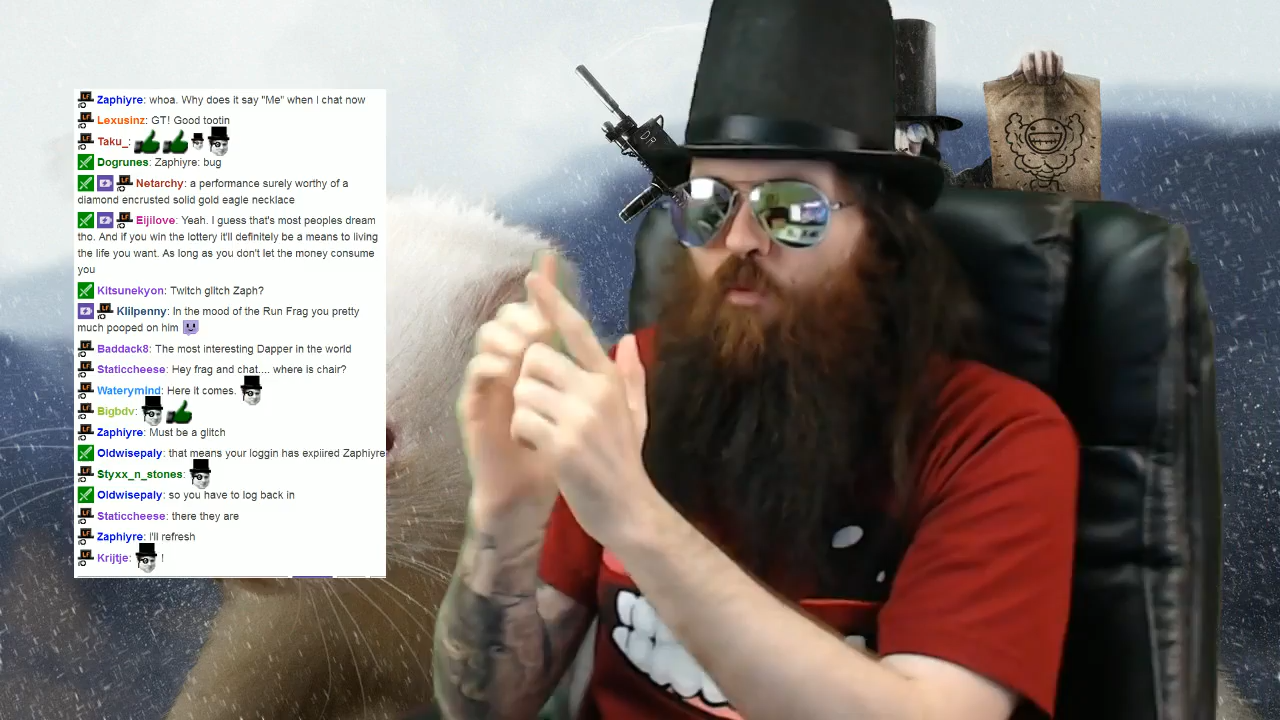 Zaphiyre: whoa. Why does it say "Me" when I chat now
Lexusinz: GT! Good tootin
Taku_:
Dogrunes: Zaphiyre: bug
Netarchy: a performance surely worthy of a
diamond encrusted solid gold eagle necklace
Eijilove: Yeah. I guess that's most peoples dream
tho. And if you win the lottery it'll definitely be a means to living
the life you want. As long as you don't let the money consume
you
Kitsunekyon: Twitch glitch Zaph?
Klilpenny: In the mood of the Run Frag you pretty
much pooped on him
Baddack8: The most interesting Dapper in the world
Staticcheese: Hey frag and chat.... where is chair?
Waterymind: Here it comes.
Bigbdv:
Zaphiyre: Must be a glitch
Oldwisepaly: that means your loggin has expired Zaphiyre
Styxx_n_stones:
Oldwisepaly: so you have to log back in
Staticcheese: there they are
Zaphiyre: i'll refresh
Krijtje: !